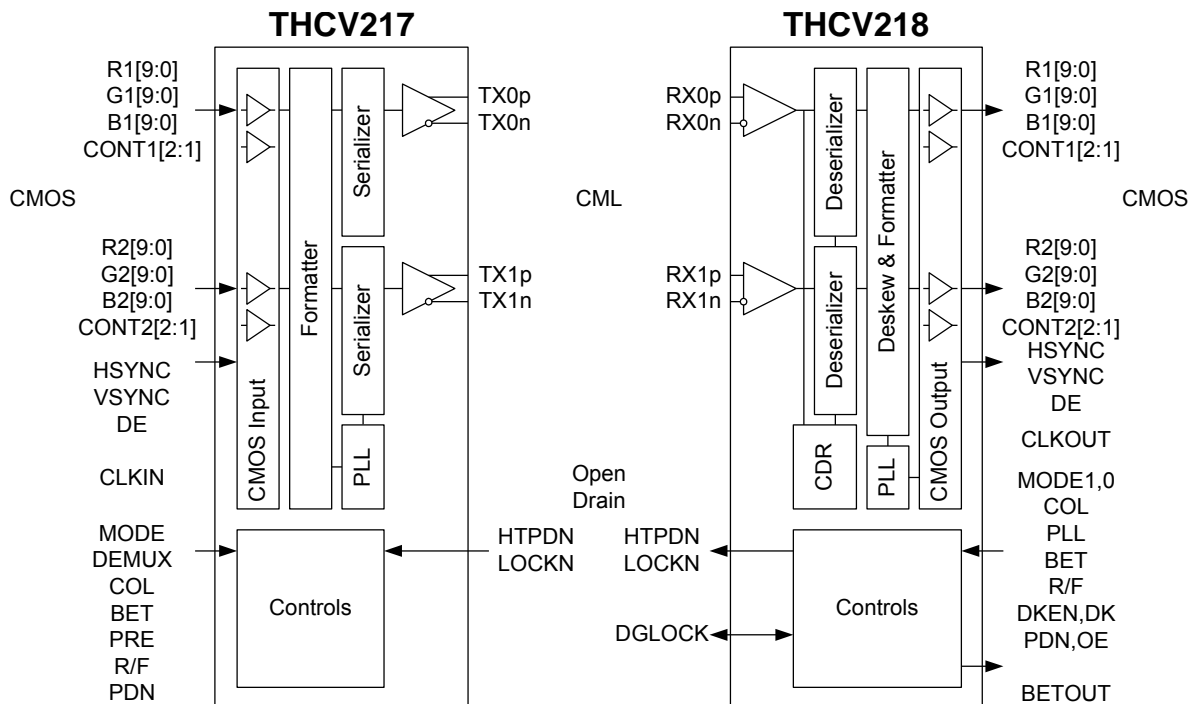 THCV217
R1[9:0]
G1[9:0]
B1[9:0]
CONT1[2:1]
CMOS
R2[9:0]
G2[9:0]
B2[9:0]
CONT2[2:1]
HSYNC
VSYNC
DE
CLKIN
MODE
DEMUX
COL
BET
PRE
R/F
PDN
CMOS Input
Formatter
Serializer
Serializer
PLL
Controls
TX0p
TX0n
TX1p
TX1n
HTPDN
LOCKN
CML
Open
Drain
THCV218
RX0p
RX0n
RX1p
RX1n
HTPDN
LOCKN
DGLOCK
Deserializer
Deserializer
CDR
Deskew & Formatter
PLL
CMOS Output
Controls
R1[9:0]
G1[9:0]
B1[9:0]
CONT1[2:1]
CMOS
R2[9:0]
G2[9:0]
B2[9:0]
CONT2[2:1]
HSYNC
VSYNC
DE
CLKOUT
MODE1,0
COL
PLL
BET
R/F
DKEN,DK
PDN,OE
BETOUT